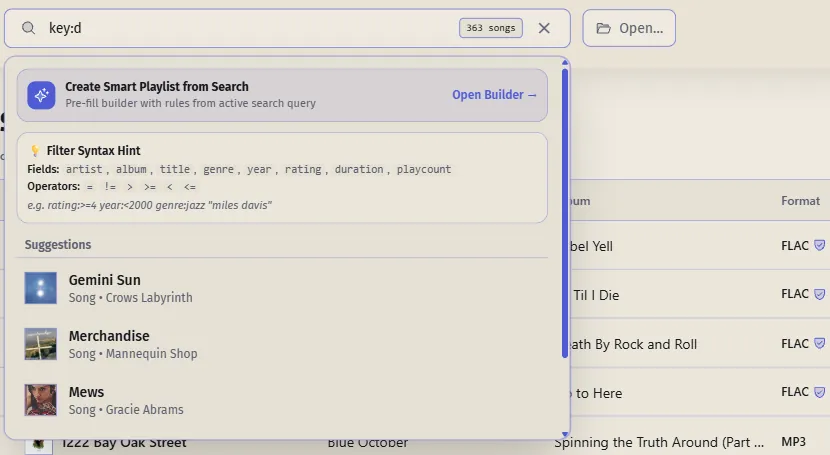 key:d
363 songs
Open...
Create Smart Playlist from Search
Pre-fill builder with rules from active search query
Open Builder →
💡 Filter Syntax Hint
Fields: artist, album, title, genre, year, rating, duration, playcount
Operators: = != > >= < <=
e.g. rating:>=4 year:<2000 genre:jazz "miles davis"
Suggestions
Gemini Sun
Song • Crows Labyrinth
Merchandise
Song • Mannequin Shop
Mews
Song • Gracie Abrams
Format
bel Yell
FLAC
Til I Die
FLAC
ath By Rock and Roll
FLAC
to Here
FLAC
1222 Bay Oak Street
Blue October
Spinning the Truth Around (Part ...
MP3